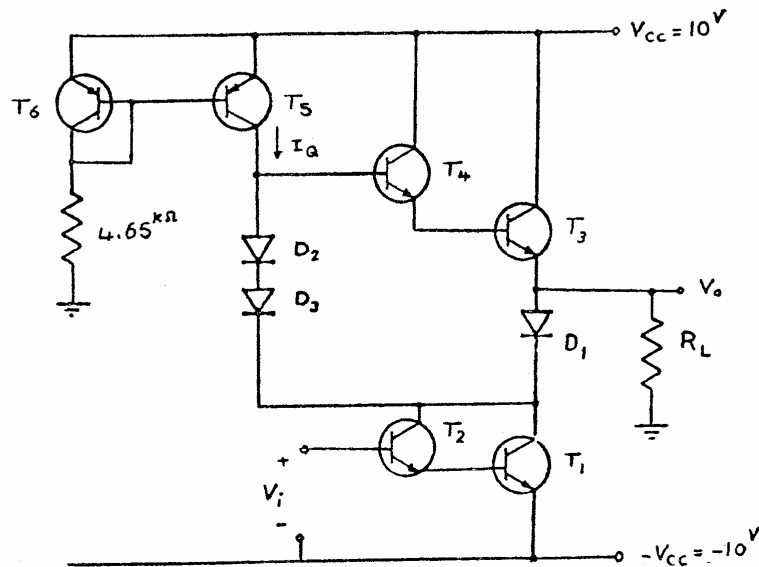 V_CC = 10^V
T_6
T_5
I_Q
T_4
4.65^KΩ
T_3
D_2
V_o
D_3
D_1
R_L
T_2
+
V_i
-
T_1
-V_CC = -10^V